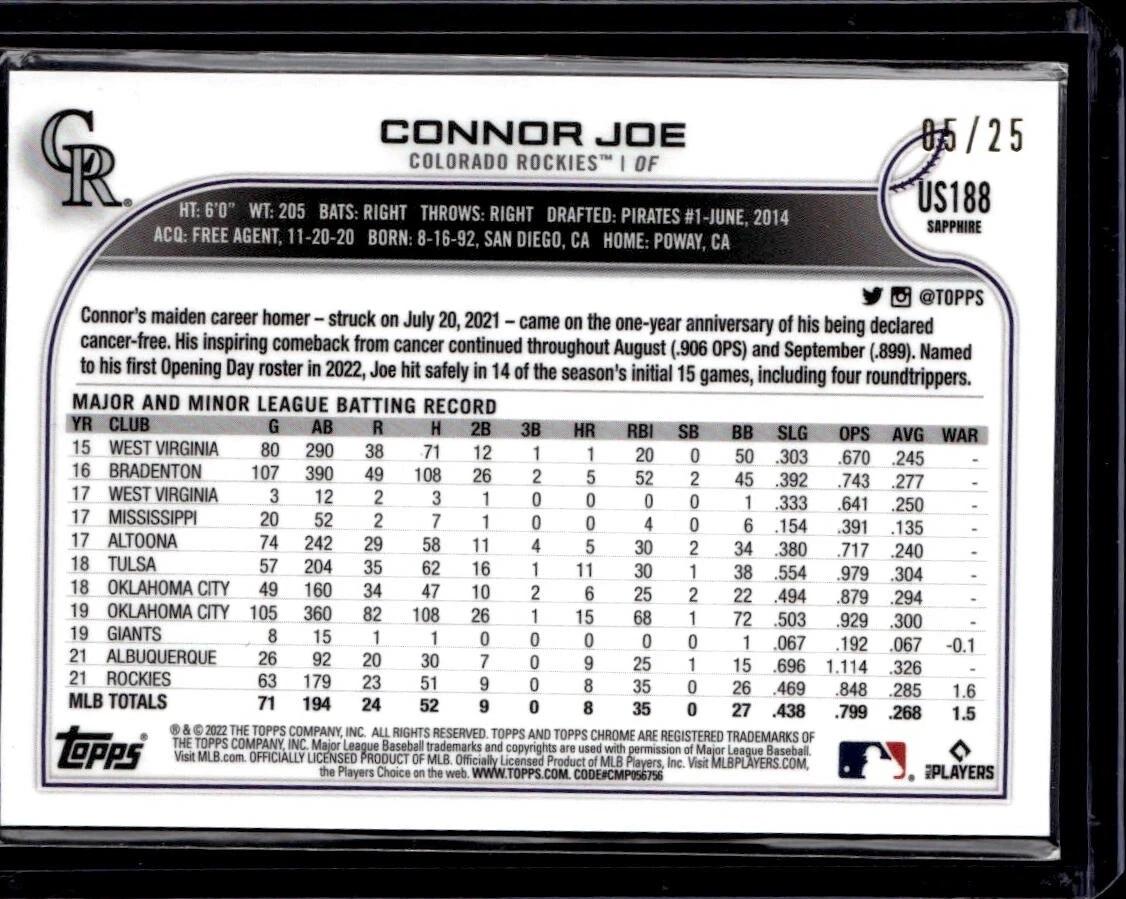 CR
CONNOR JOE
05/25
COLORADO ROCKIES™ | OF
US188
SAPPHIRE
HT: 6'0" WT: 205 BATS: RIGHT THROWS: RIGHT DRAFTED: PIRATES #1-JUNE, 2014
ACQ: FREE AGENT, 11-20-20 BORN: 8-16-92, SAN DIEGO, CA HOME: POWAY, CA
@TOPPS
Connor's maiden career homer – struck on July 20, 2021 – came on the one-year anniversary of his being declared
cancer-free. His inspiring comeback from cancer continued throughout August (.906 OPS) and September (.899). Named
to his first Opening Day roster in 2022, Joe hit safely in 14 of the season's initial 15 games, including four roundtrippers.
MAJOR AND MINOR LEAGUE BATTING RECORD
YR CLUB G AB R H 2B 3B HR RBI SB BB SLG OPS AVG WAR
15 WEST VIRGINIA 80 290 38 71 12 1 1 20 0 50 .303 .670 .245 -
16 BRADENTON 107 390 49 108 26 2 5 52 2 45 .392 .743 .277 -
17 WEST VIRGINIA 3 12 2 3 1 0 0 0 0 1 .333 .641 .250 -
17 MISSISSIPPI 20 52 2 7 1 0 0 4 0 6 .154 .391 .135 -
17 ALTOONA 74 242 29 58 11 4 5 30 2 34 .380 .717 .240 -
18 TULSA 57 204 35 62 16 1 11 30 1 38 .554 .979 .304 -
18 OKLAHOMA CITY 49 160 34 47 10 2 6 25 2 22 .494 .879 .294 -
19 OKLAHOMA CITY 105 360 82 108 26 1 15 68 1 72 .503 .929 .300 -
19 GIANTS 8 15 1 1 0 0 0 0 0 1 .067 .192 .067 -0.1
21 ALBUQUERQUE 26 92 20 30 7 0 9 25 1 15 .696 1.114 .326 -
21 ROCKIES 63 179 23 51 9 0 8 35 0 26 .469 .848 .285 1.6
MLB TOTALS 71 194 24 52 9 0 8 35 0 27 .438 .799 .268 1.5
Topps®
® & © 2022 THE TOPPS COMPANY, INC. ALL RIGHTS RESERVED. TOPPS AND TOPPS CHROME ARE REGISTERED TRADEMARKS OF
THE TOPPS COMPANY, INC. Major League Baseball trademarks and copyrights are used with permission of Major League Baseball.
Visit MLB.com. OFFICIALLY LICENSED PRODUCT OF MLB. Officially Licensed Product of MLB Players, Inc. Visit MLBPLAYERS.COM,
the Players Choice on the web. WWW.TOPPS.COM. CODE#CMP056756
MLB PLAYERS